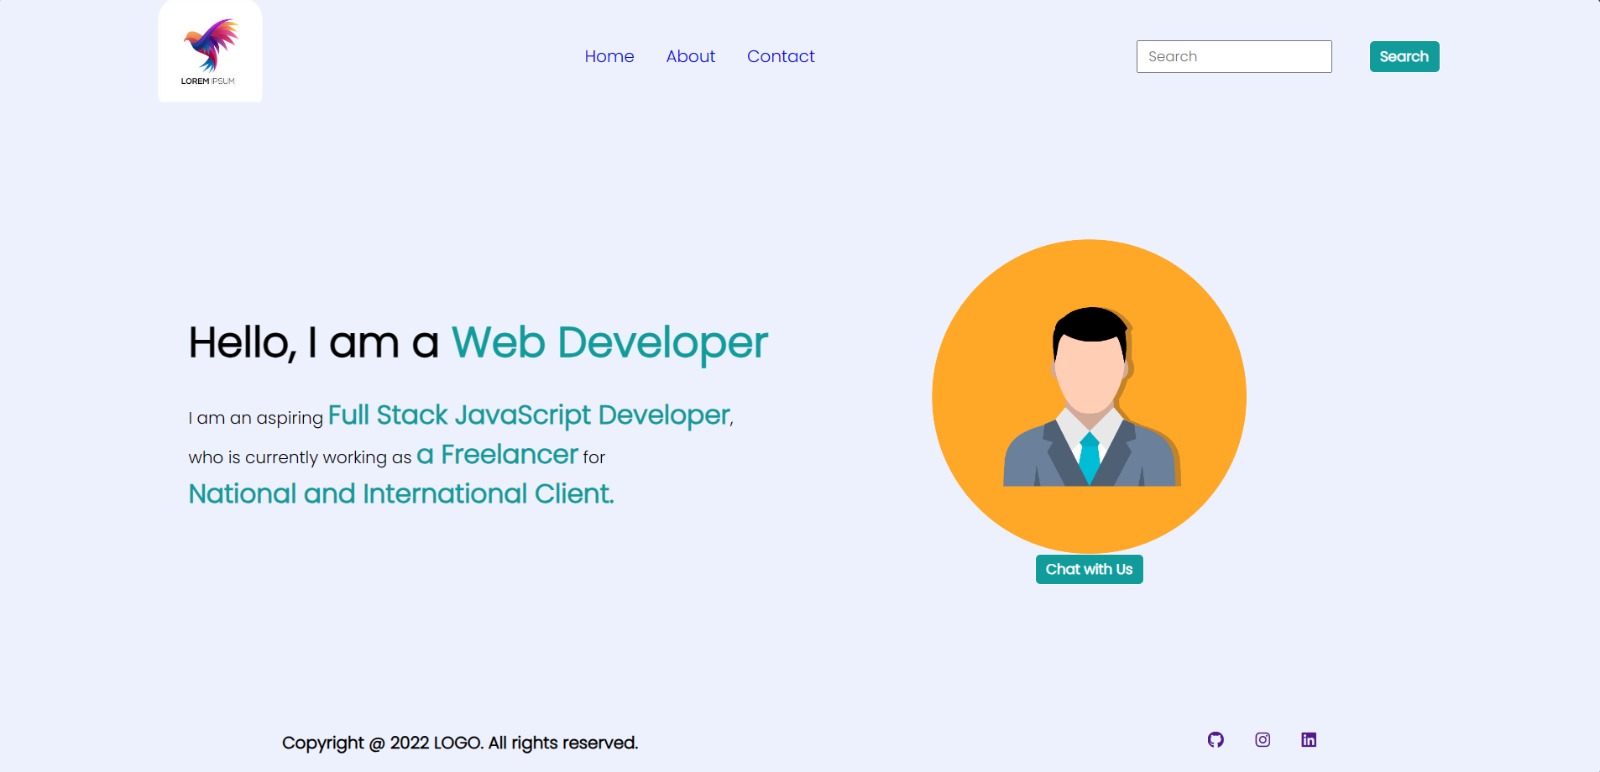 LOREM IPSUM
Home About Contact
Search Search
Hello, I am a Web Developer
I am an aspiring Full Stack JavaScript Developer,
who is currently working as a Freelancer for
National and International Client.
Chat with Us
Copyright @ 2022 LOGO. All rights reserved.
in